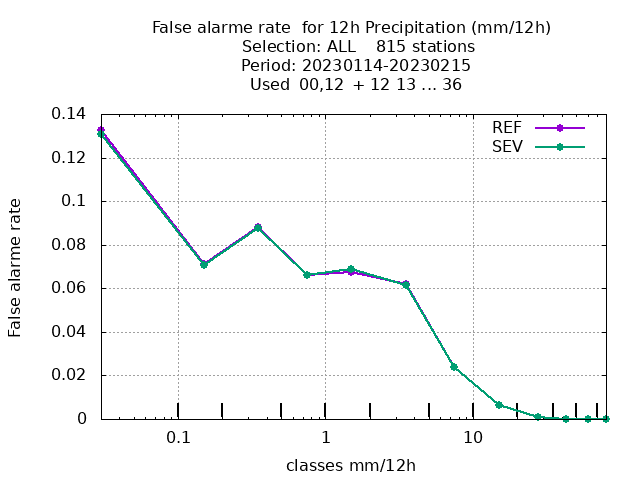 False alarme rate  for 12h Precipitation (mm/12h)
Selection: ALL    815 stations
Period: 20230114-20230215
Used  00,12  + 12 13 ... 36
0.14
0.12
0.1
0.08
0.06
0.04
0.02
0
REF
SEV
False alarme rate
0.1 1 10
classes mm/12h